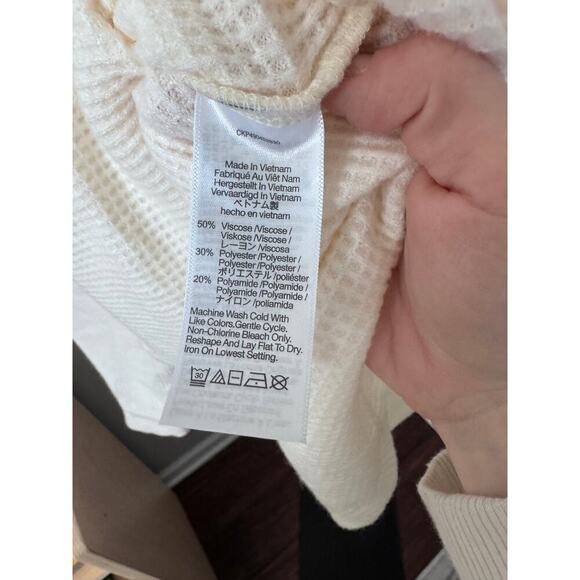 Made In Vietnam
Fabriqué Au Viêt Nam
Hergestellt In Vietnam
Vervaardigd In Vietnam
ベトナム製
hecho en vietnam
50% Viscose /Viscose /
Viskose /Viscose /
レーヨン /viscosa
30% Polyester /Polyester /
Polyester /Polyester /
ポリエステル /poliéster
20% Polyamide /Polyamide /
Polyamide /Polyamide /
ナイロン /poliamida
Machine Wash Cold With
Like Colors.Gentle Cycle.
Non-Chlorine Bleach Only.
Reshape And Lay Flat To Dry.
Iron On Lowest Setting.
30